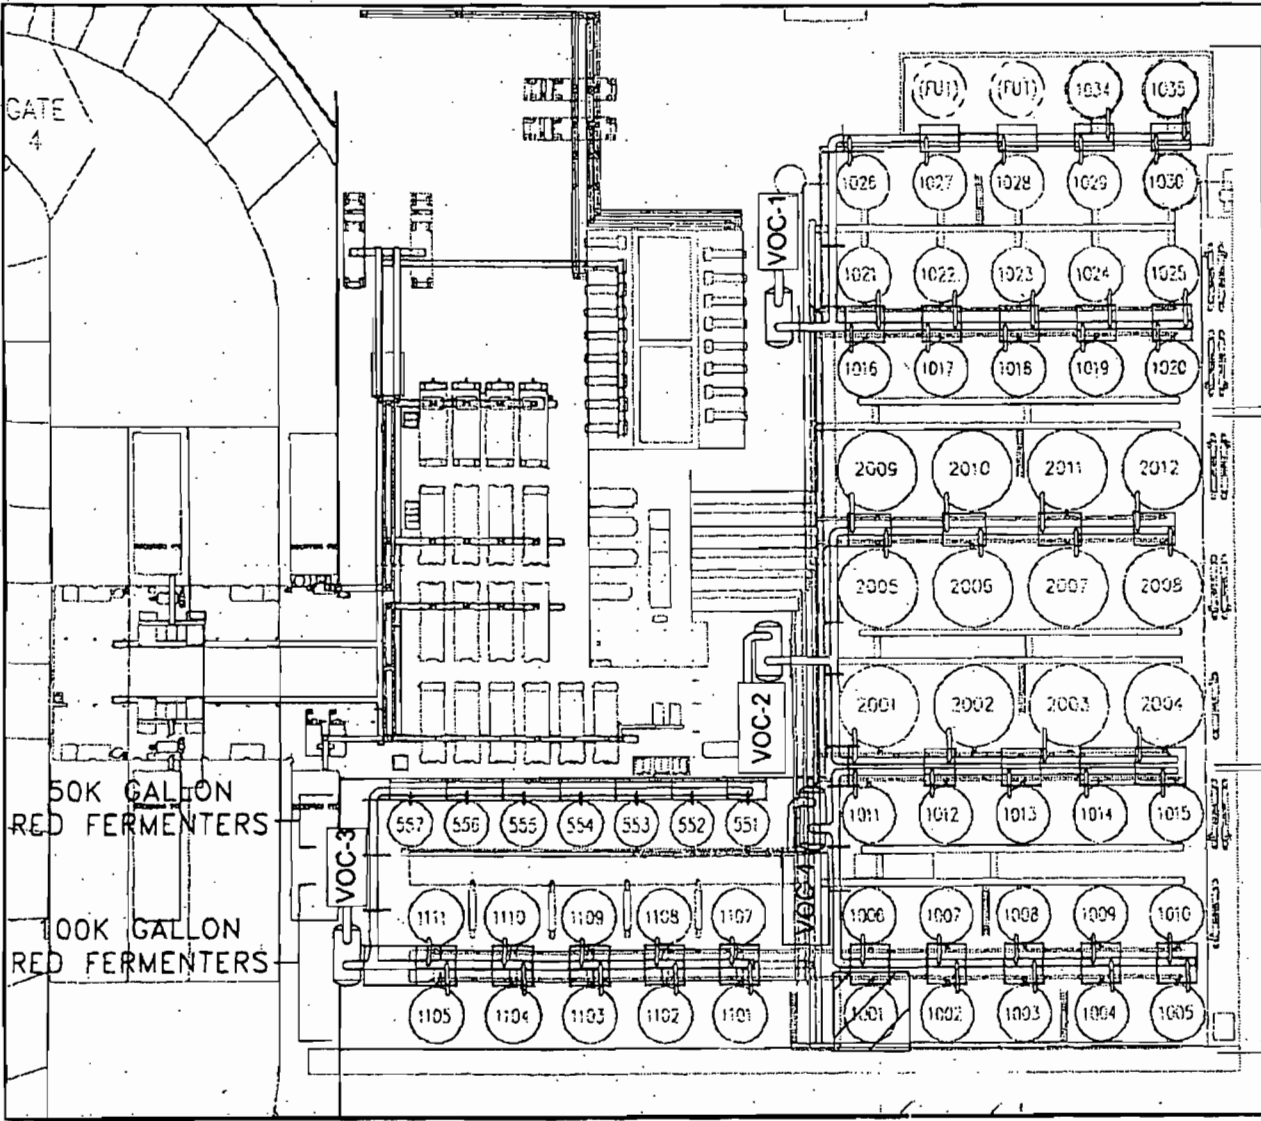 (FUT) (FUT) 1034 1035
GATE
4
1026 1027 1028 1029 1030
VOC-1
1021 1022 1023 1024 1025
1016 1017 1018 1019 1020
2009 2010 2011 2012
2005 2006 2007 2008
2001 2002 2003 2004
VOC-2
50K GALLON
RED FERMENTERS
557 556 555 554 553 552 551
1011 1012 1013 1014 1015
VOC-3
VOC-4
1111 1110 1109 1108 1107
1006 1007 1008 1009 1010
100K GALLON
RED FERMENTERS
1105 1104 1103 1102 1101
1001 1002 1003 1004 1005